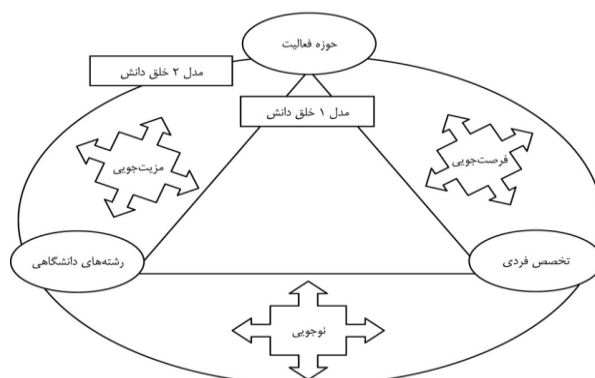 حوزه فعالیت
مدل ۲ خلق دانش
مدل ۱ خلق دانش
فرصت‌جویی
مزیت‌جویی
تخصص فردی
رشته‌های دانشگاهی
نوجویی